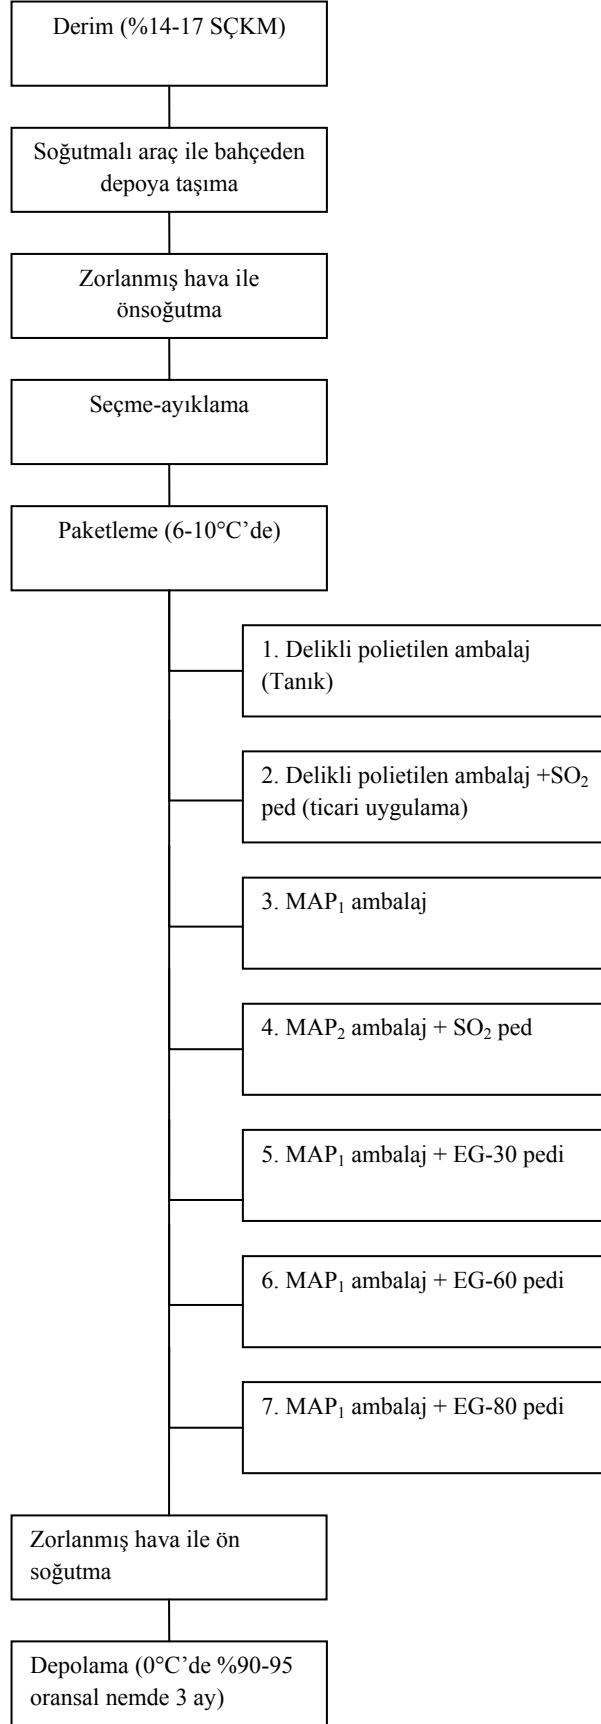 Derim (%14-17 SÇKM)
Soğutmalı araç ile bahçeden
depoya taşıma
Zorlanmış hava ile
önsoğutma
Seçme-ayıklama
Paketleme (6-10°C’de)
1. Delikli polietilen ambalaj
(Tanık)
2. Delikli polietilen ambalaj +SO₂
ped (ticari uygulama)
3. MAP₁ ambalaj
4. MAP₂ ambalaj + SO₂ ped
5. MAP₁ ambalaj + EG-30 pedi
6. MAP₁ ambalaj + EG-60 pedi
7. MAP₁ ambalaj + EG-80 pedi
Zorlanmış hava ile ön
soğutma
Depolama (0°C’de %90-95
oransal nemde 3 ay)